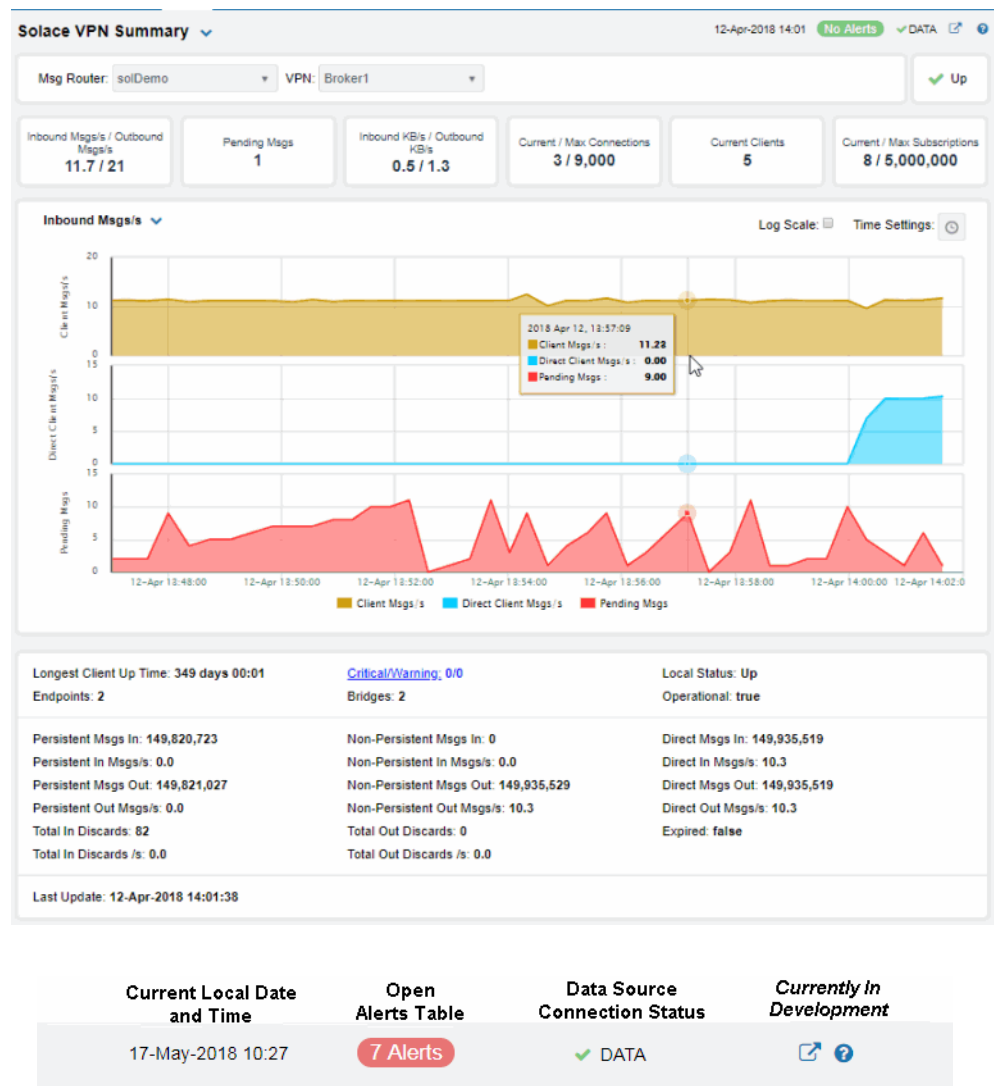 Solace VPN Summary
12-Apr-2018 14:01 No Alerts DATA
Msg Router: solDemo VPN: Broker1 Up
Inbound Msgs/s / Outbound Msgs/s
11.7 / 21
Pending Msgs
1
Inbound KB/s / Outbound KB/s
0.5 / 1.3
Current / Max Connections
3 / 9,000
Current Clients
5
Current / Max Subscriptions
8 / 5,000,000
Inbound Msgs/s
Log Scale: Time Settings:
Client Msgs/s
20
10
0
Direct Client Msgs/s
15
10
5
0
Pending Msgs
15
10
5
0
2018 Apr 12, 13:57:09
Client Msgs/s : 11.28
Direct Client Msgs/s : 0.00
Pending Msgs : 9.00
12-Apr 13:48:00 12-Apr 13:50:00 12-Apr 13:52:00 12-Apr 13:54:00 12-Apr 13:56:00 12-Apr 13:58:00 12-Apr 14:00:00 12-Apr 14:02:0
Client Msgs/s Direct Client Msgs/s Pending Msgs
Longest Client Up Time: 349 days 00:01 Critical/Warning: 0/0 Local Status: Up
Endpoints: 2 Bridges: 2 Operational: true
Persistent Msgs In: 149,820,723 Non-Persistent Msgs In: 0 Direct Msgs In: 149,935,519
Persistent In Msgs/s: 0.0 Non-Persistent In Msgs/s: 0.0 Direct In Msgs/s: 10.3
Persistent Msgs Out: 149,821,027 Non-Persistent Msgs Out: 149,935,529 Direct Msgs Out: 149,935,519
Persistent Out Msgs/s: 0.0 Non-Persistent Out Msgs/s: 10.3 Direct Out Msgs/s: 10.3
Total In Discards: 82 Total Out Discards: 0 Expired: false
Total In Discards /s: 0.0 Total Out Discards /s: 0.0
Last Update: 12-Apr-2018 14:01:38
Current Local Date and Time
Open Alerts Table
Data Source Connection Status
Currently In Development
17-May-2018 10:27 7 Alerts DATA